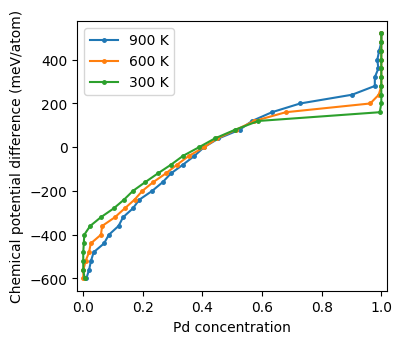 Chemical potential difference (meV/atom)
900 K
600 K
300 K
400
200
0
−200
−400
−600
0.0 0.2 0.4 0.6 0.8 1.0
Pd concentration